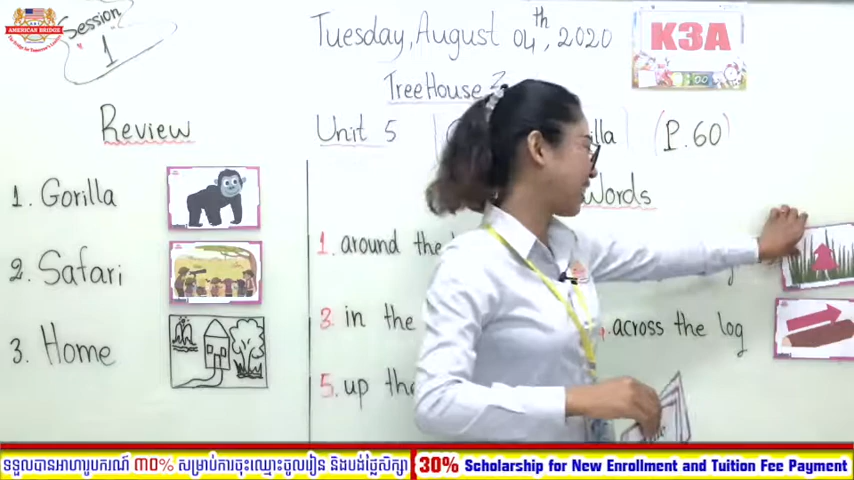 AMERICAN BRIDGE
Session 1
Tuesday, August 04th, 2020
K3A
TreeHouse 3
Unit 5
(P. 60)
Review
Words
1. Gorilla
2. Safari
3. Home
1. around the
3. in the
4. across the log
5. up the
ទទួលបានអាហារូបករណ៍ ៣០% សម្រាប់ការចុះឈ្មោះចូលរៀន និងបង់ថ្លៃសិក្សា
30% Scholarship for New Enrollment and Tuition Fee Payment